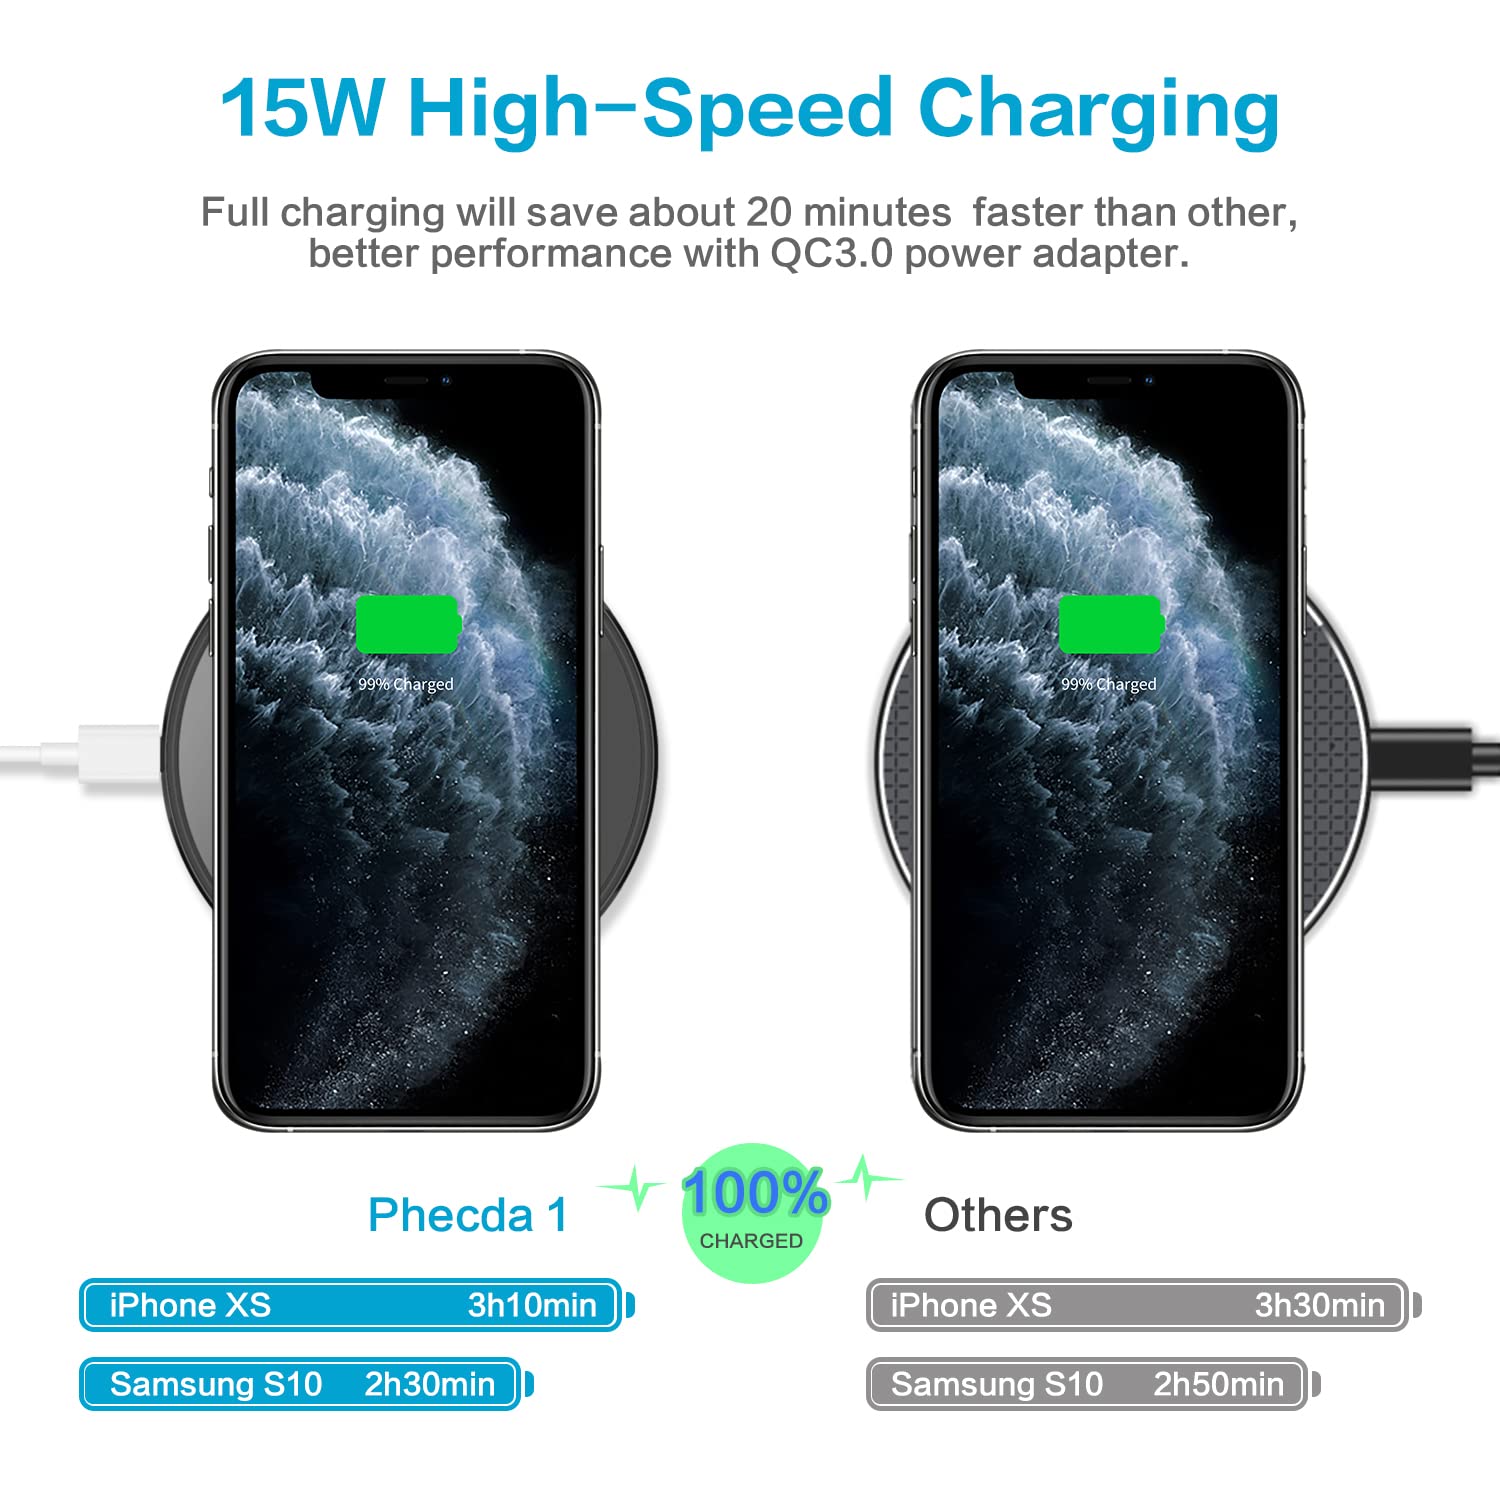 15W High-Speed Charging
Full charging will save about 20 minutes faster than other,
better performance with QC3.0 power adapter.
99% Charged
99% Charged
Phecda 1
100%
CHARGED
Others
iPhone XS 3h10min
Samsung S10 2h30min
iPhone XS 3h30min
Samsung S10 2h50min